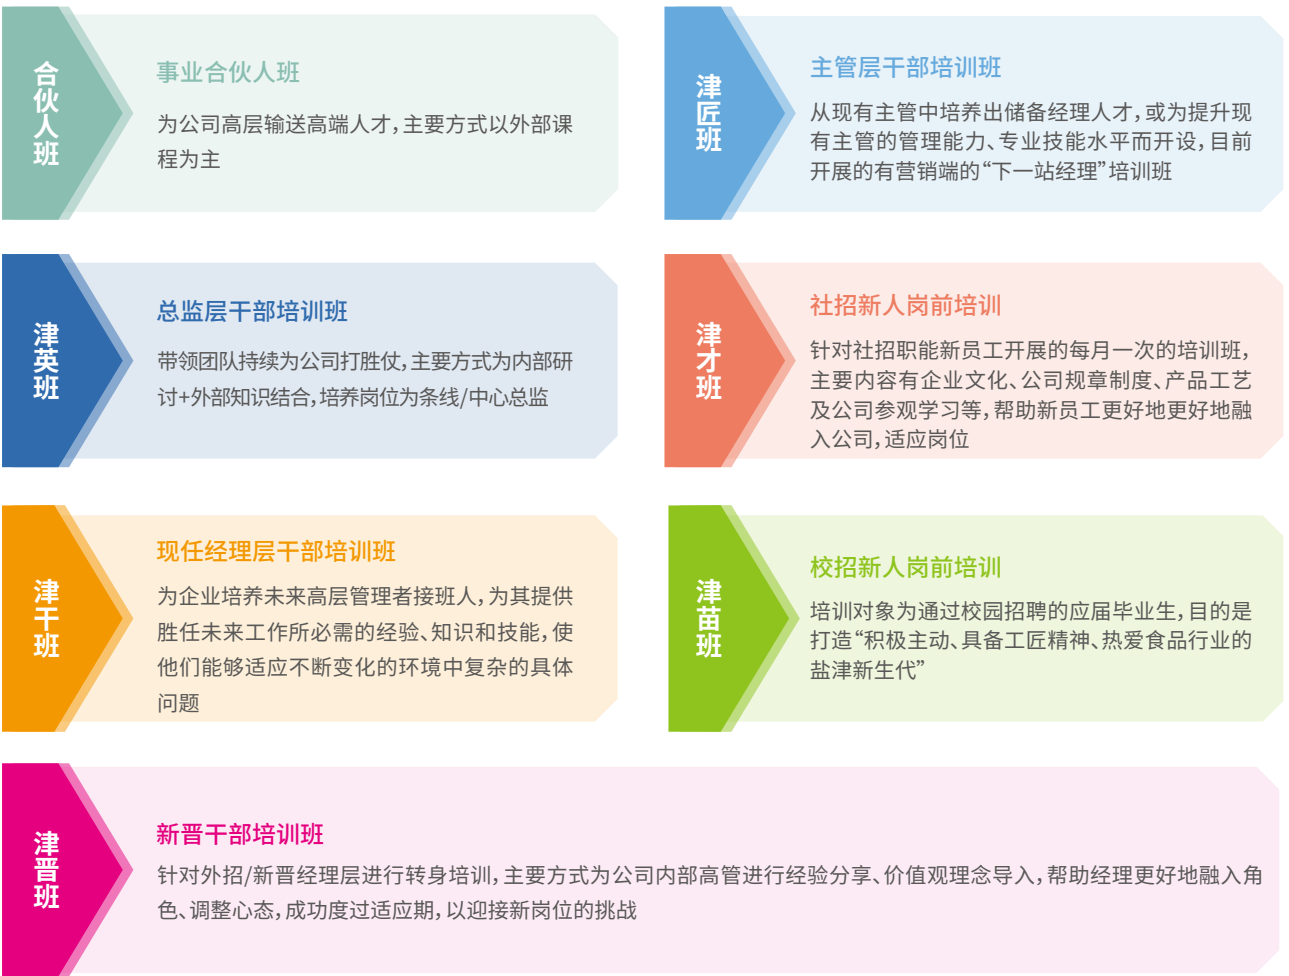 合伙人班
事业合伙人班
为公司高层输送高端人才，主要方式以外部课
程为主
津匠班
主管层干部培训班
从现有主管中培养出储备经理人才，或为提升现
有主管的管理能力、专业技能水平而开设，目前
开展的有营销端的“下一站经理”培训班
津英班
总监层干部培训班
带领团队持续为公司打胜仗，主要方式为内部研
讨+外部知识结合，培养岗位为条线/中心总监
津才班
社招新人岗前培训
针对社招职能新员工开展的每月一次的培训班，
主要内容有企业文化、公司规章制度、产品工艺
及公司参观学习等，帮助新员工更好地更好地融
入公司，适应岗位
津干班
现任经理层干部培训班
为企业培养未来高层管理者接班人，为其提供
胜任未来工作所必需的经验、知识和技能，使
他们能够适应不断变化的环境中复杂的具体
问题
津苗班
校招新人岗前培训
培训对象为通过校园招聘的应届毕业生，目的是
打造“积极主动、具备工匠精神、热爱食品行业的
盐津新生代”
津晋班
新晋干部培训班
针对外招/新晋经理层进行转身培训，主要方式为公司内部高管进行经验分享、价值观理念导入，帮助经理更好地融入角
色、调整心态，成功度过适应期，以迎接新岗位的挑战